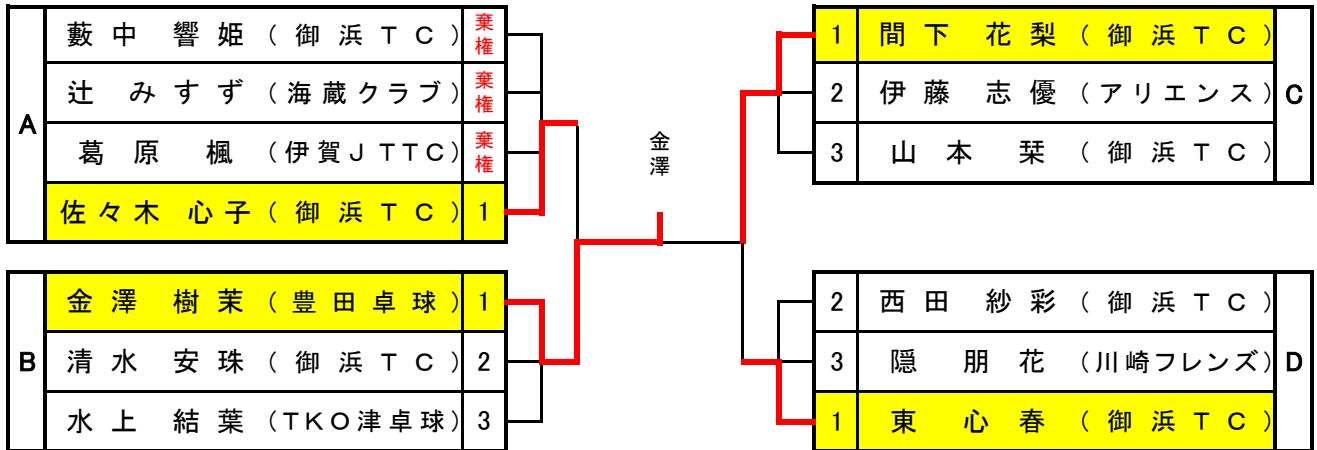 A
藪中 響姫 (御浜TC) 棄権
辻 みすず (海蔵クラブ) 棄権
葛原 楓 (伊賀JTTC) 棄権
佐々木 心子 (御浜TC) 1
B
金澤 樹茉 (豊田卓球) 1
清水 安珠 (御浜TC) 2
水上 結葉 (TKO津卓球) 3
金澤
1 間下 花梨 (御浜TC)
2 伊藤 志優 (アリエンス)
3 山本 栞 (御浜TC)
C
2 西田 紗彩 (御浜TC)
3 隠 朋花 (川崎フレンズ)
1 東 心春 (御浜TC)
D